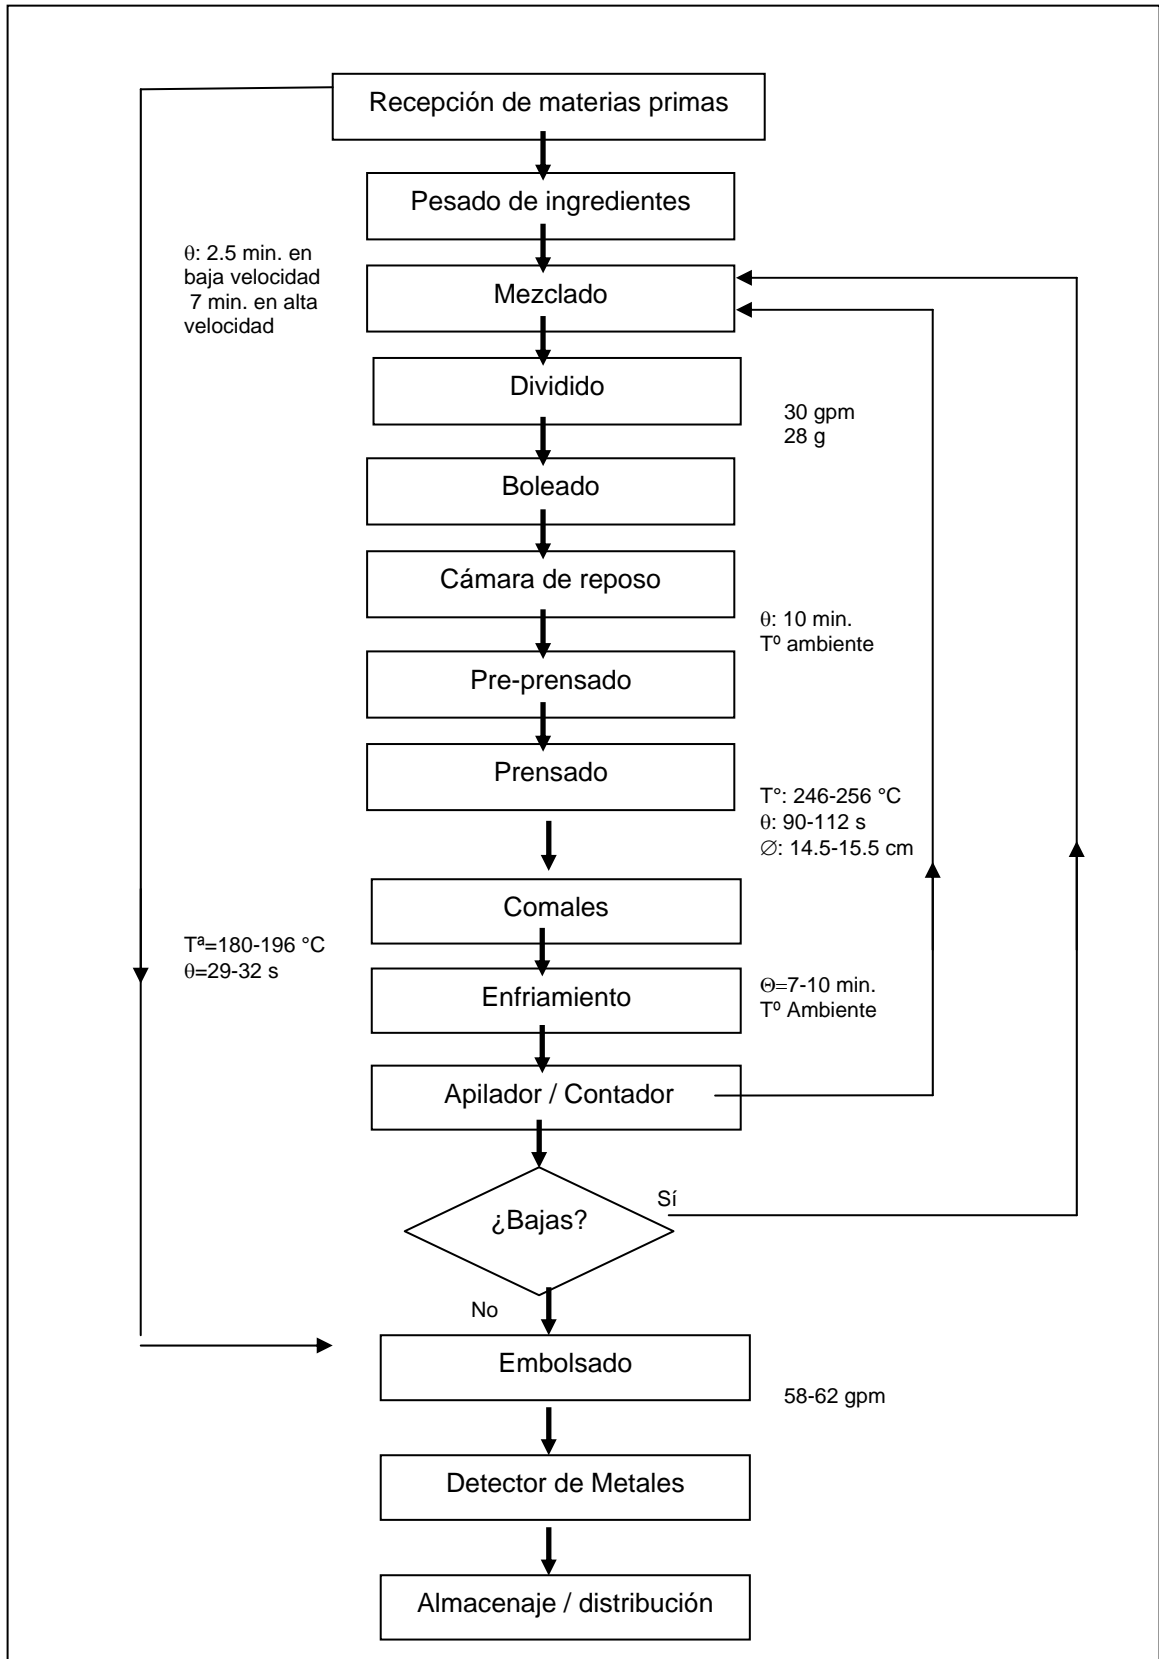 Recepción de materias primas
Pesado de ingredientes
θ: 2.5 min. en
baja velocidad
7 min. en alta
velocidad
Mezclado
Dividido
30 gpm
28 g
Boleado
Cámara de reposo
θ: 10 min.
Tº ambiente
Pre-prensado
Prensado
T°: 246-256 °C
θ: 90-112 s
∅: 14.5-15.5 cm
Comales
Tª=180-196 °C
θ=29-32 s
Enfriamiento
Θ=7-10 min.
Tº Ambiente
Apilador / Contador
¿Bajas?
Sí
No
Embolsado
58-62 gpm
Detector de Metales
Almacenaje / distribución